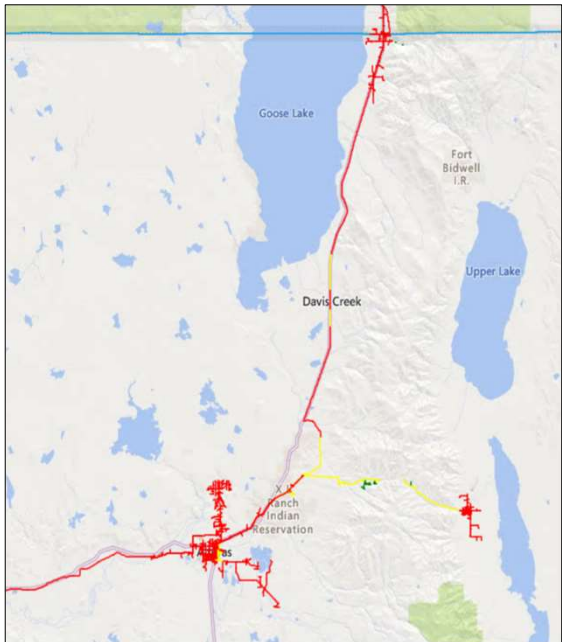 Goose Lake
Fort
Bidwell
I.R.
Upper Lake
Davis Creek
Ranch
Indian
Reservation